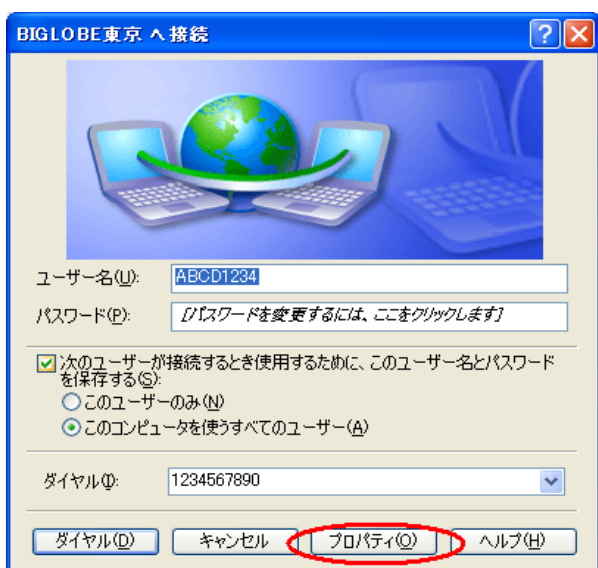 BIGLOBE東京 へ接続
ユーザー名(U):
ABCD1234
パスワード(P):
[パスワードを変更するには、ここをクリックします]
次のユーザーが接続するとき使用するために、このユーザー名とパスワード
を保存する(S):
このユーザーのみ(N)
このコンピュータを使うすべてのユーザー(A)
ダイヤル(I):
1234567890
ダイヤル(D)
キャンセル
プロパティ(O)
ヘルプ(H)